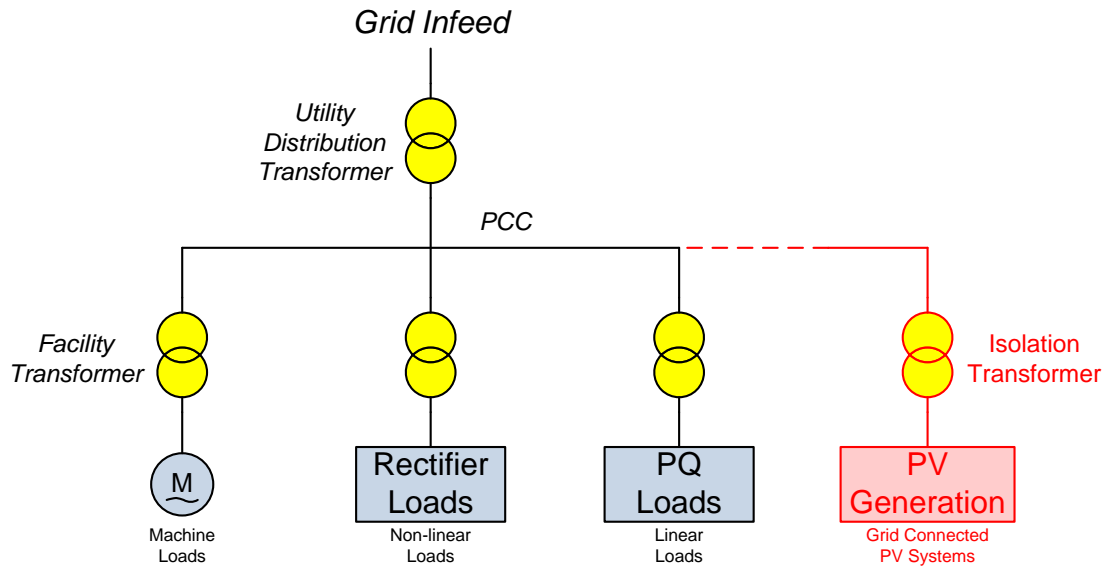 Grid Infeed
Utility
Distribution
Transformer
PCC
Facility
Transformer
Isolation
Transformer
M
Rectifier
Loads
PQ
Loads
PV
Generation
Machine
Loads
Non-linear
Loads
Linear
Loads
Grid Connected
PV Systems